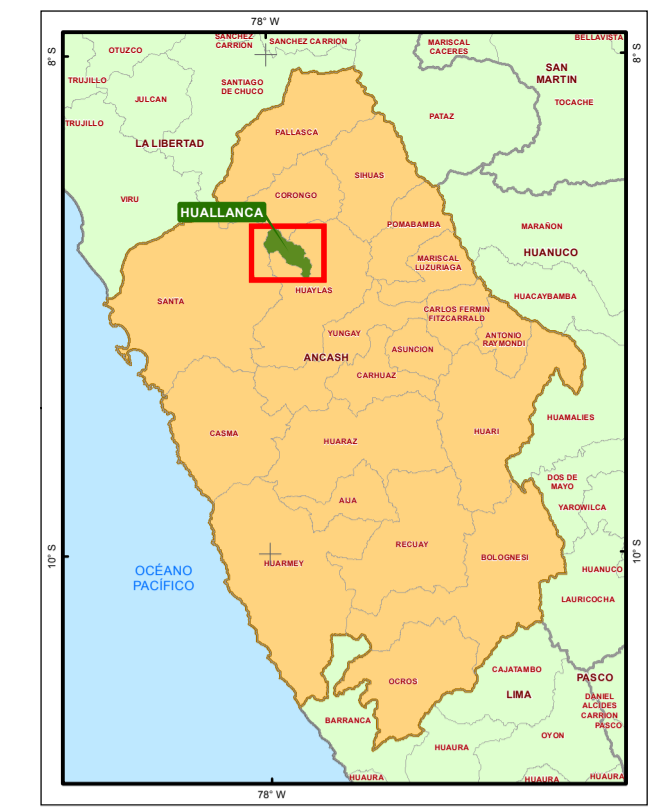 78° W
8° S
8° S
OTUZCO
SANCHEZ
CARRIÓN
SANCHEZ CARRION
MARISCAL
CACERES
BELLAVISTA
SAN
MARTIN
TRUJILLO
JULCAN
SANTIAGO
DE CHUCO
TOCACHE
TRUJILLO
PATAZ
LA LIBERTAD
PALLASCA
SIHUAS
VIRU
CORONGO
HUALLANCA
POMABAMBA
MARAÑON
HUANUCO
MARISCAL
LUZURIAGA
HUAYLAS
SANTA
HUACAYBAMBA
CARLOS FERMIN
FITZCARRALD
YUNGAY
ANTONIO
RAYMONDI
ASUNCION
ANCASH
CARHUAZ
HUAMALIES
CASMA
HUARAZ
HUARI
DOS DE
MAYO
AIJA
YAROWILCA
RECUAY
10° S
10° S
HUARMEY
BOLOGNESI
OCÉANO
PACÍFICO
HUANUCO
LAURICOCHA
CAJATAMBO
PASCO
OCROS
LIMA
DANIEL
ALCIDES
CARRION
PASCO
BARRANCA
OYON
HUAURA
HUAURA
HUAURA
HUAURA
78° W